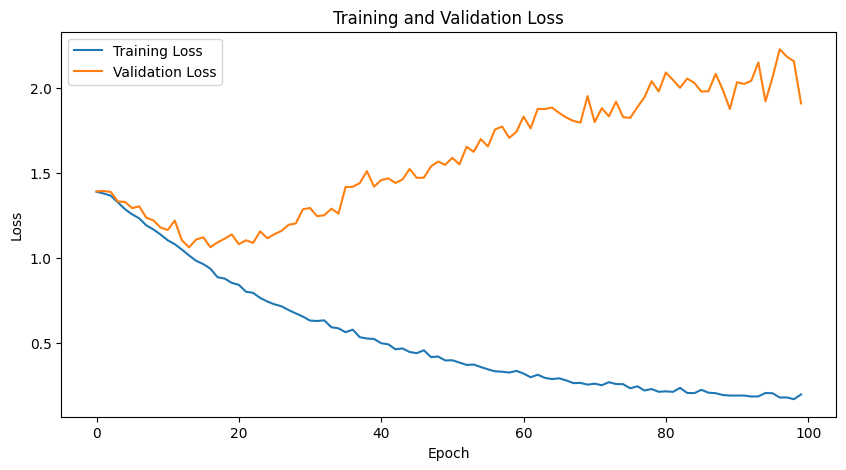 Training and Validation Loss
Training Loss
Validation Loss
2.0
1.5
1.0
0.5
Loss
0 20 40 60 80 100
Epoch